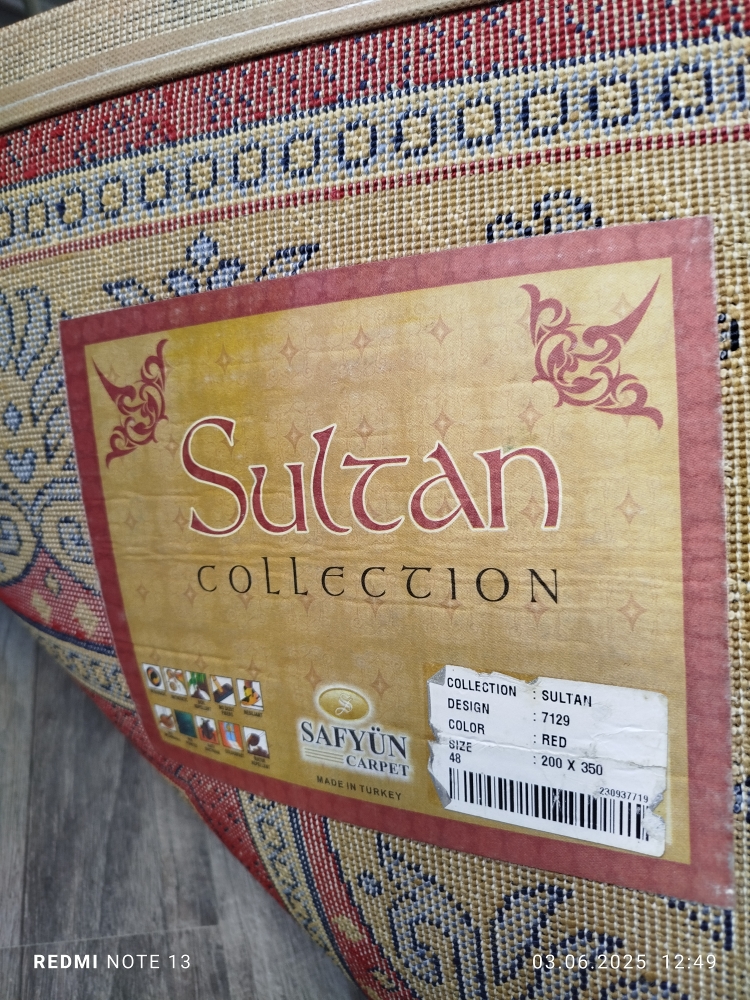 Sultan
COLLECTION
SAFYÜN
CARPET
MADE IN TURKEY
COLLECTION : SULTAN
DESIGN : 7129
COLOR : RED
SIZE : 200 X 350
48
230937719
REDMI NOTE 13
03.06.2025 12:49